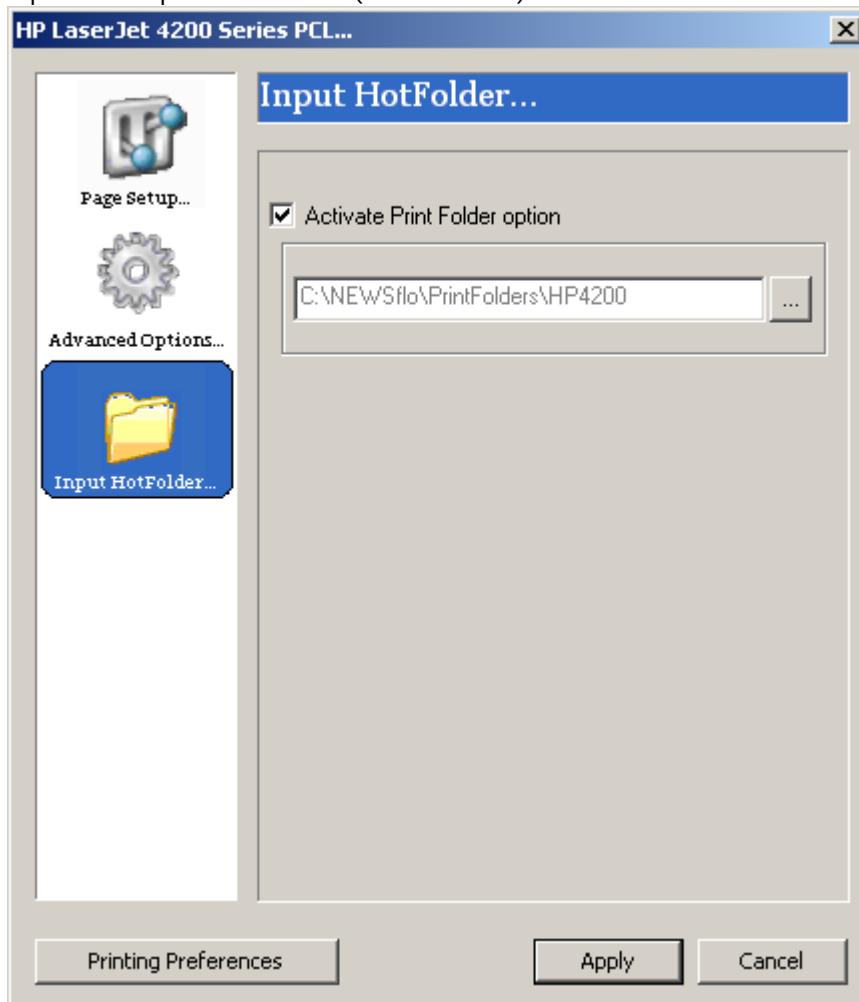 HP LaserJet 4200 Series PCL...
Input HotFolder...
Page Setup...
Activate Print Folder option
C:\NEWSflo\PrintFolders\HP4200
...
Advanced Options...
Input HotFolder...
Printing Preferences
Apply
Cancel